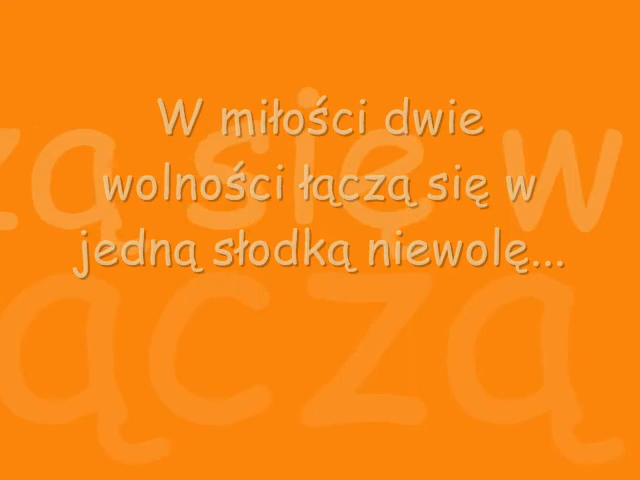 W miłości dwie
wolności łączą się w
jedną słodką niewolę...